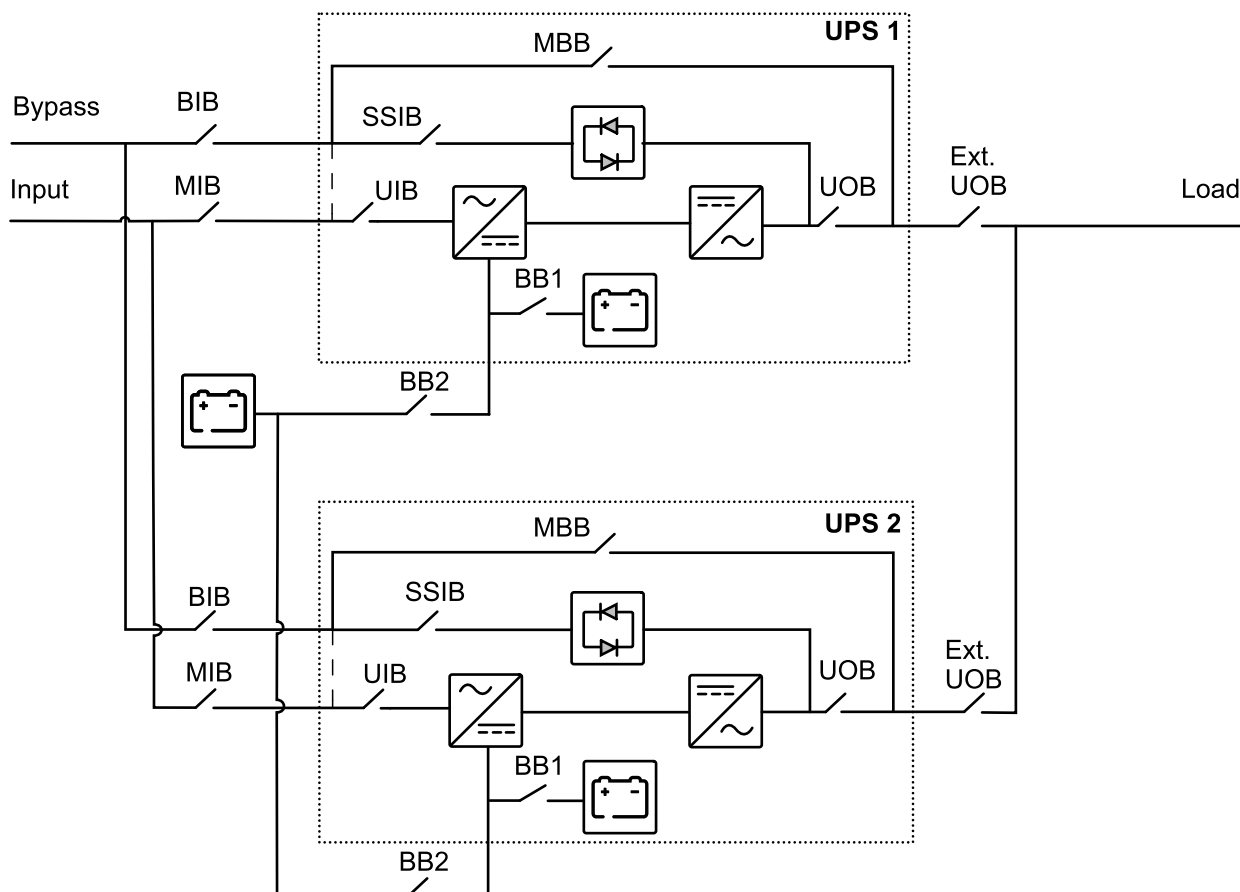 UPS 1
MBB
Bypass
BIB
SSIB
Ext.
UOB
Input
MIB
UIB
UOB
Load
BB1
BB2
UPS 2
MBB
BIB
SSIB
Ext.
UOB
MIB
UIB
UOB
BB1
BB2